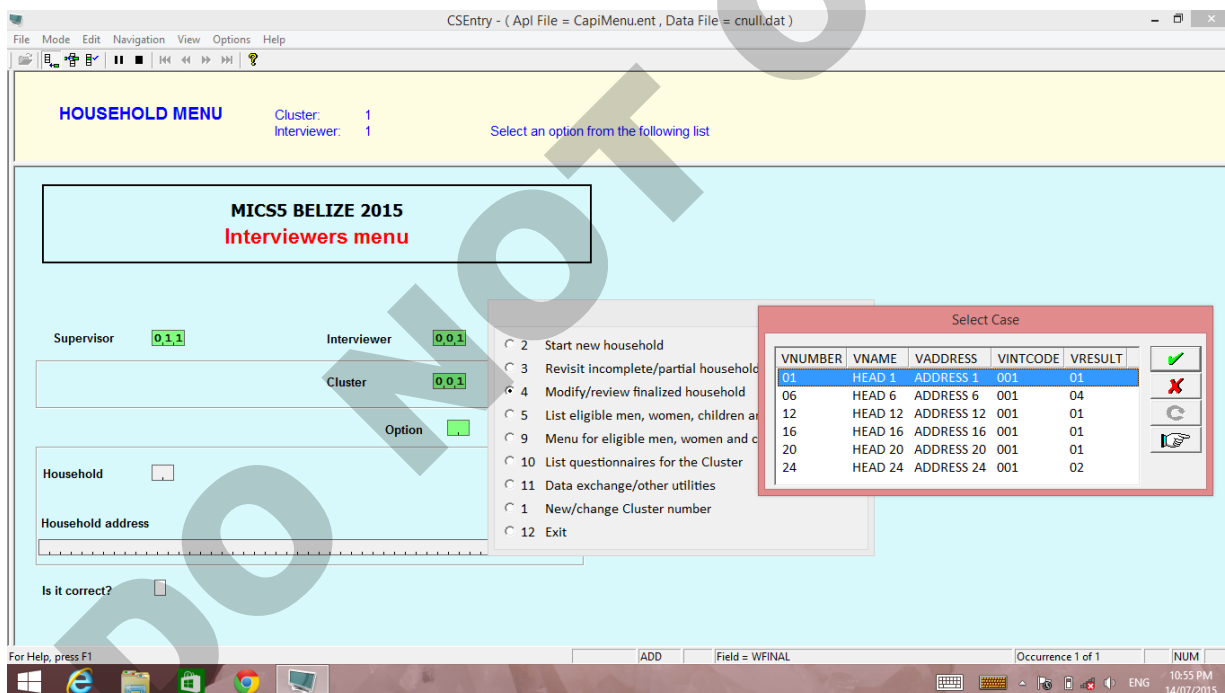 CSEntry - ( Apl File = CapiMenu.ent , Data File = cnull.dat )
File Mode Edit Navigation View Options Help
HOUSEHOLD MENU
Cluster: 1
Interviewer: 1
Select an option from the following list
MICS5 BELIZE 2015
Interviewers menu
Supervisor 0 1 1
Interviewer 0 0 1
Cluster 0 0 1
Option
Household
Household address
Is it correct?
2 Start new household
3 Revisit incomplete/partial household
4 Modify/review finalized household
5 List eligible men, women, children ar
9 Menu for eligible men, women and c
10 List questionnaires for the Cluster
11 Data exchange/other utilities
1 New/change Cluster number
12 Exit
Select Case
VNUMBER VNAME VADDRESS VINTCODE VRESULT
01 HEAD 1 ADDRESS 1 001 01
06 HEAD 6 ADDRESS 6 001 04
12 HEAD 12 ADDRESS 12 001 01
16 HEAD 16 ADDRESS 16 001 01
20 HEAD 20 ADDRESS 20 001 01
24 HEAD 24 ADDRESS 24 001 02
For Help, press F1
ADD Field = WFINAL Occurrence 1 of 1 NUM
ENG 10:55 PM
14/07/2015
DO NOT